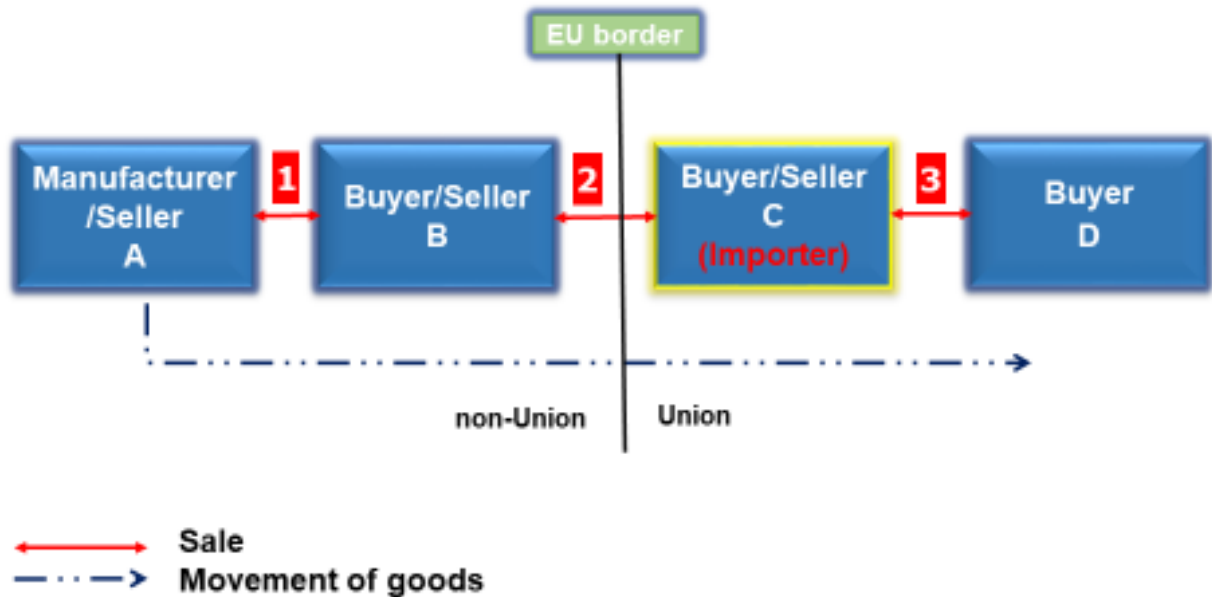 EU border
Manufacturer
/Seller
A
1
Buyer/Seller
B
2
Buyer/Seller
C
(Importer)
3
Buyer
D
non-Union
Union
Sale
Movement of goods